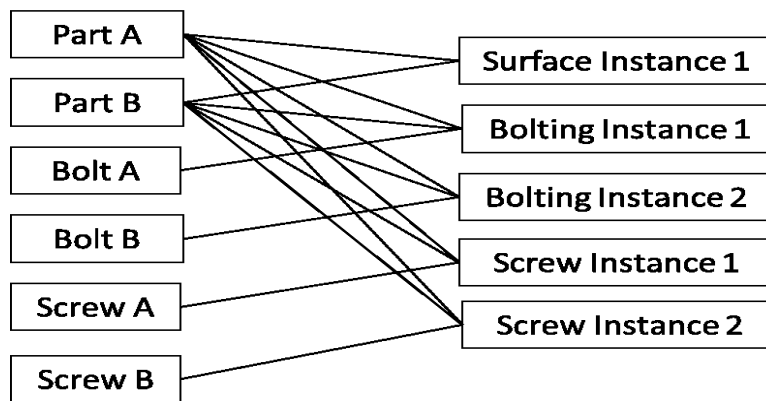 Part A
Part B
Bolt A
Bolt B
Screw A
Screw B
Surface Instance 1
Bolting Instance 1
Bolting Instance 2
Screw Instance 1
Screw Instance 2